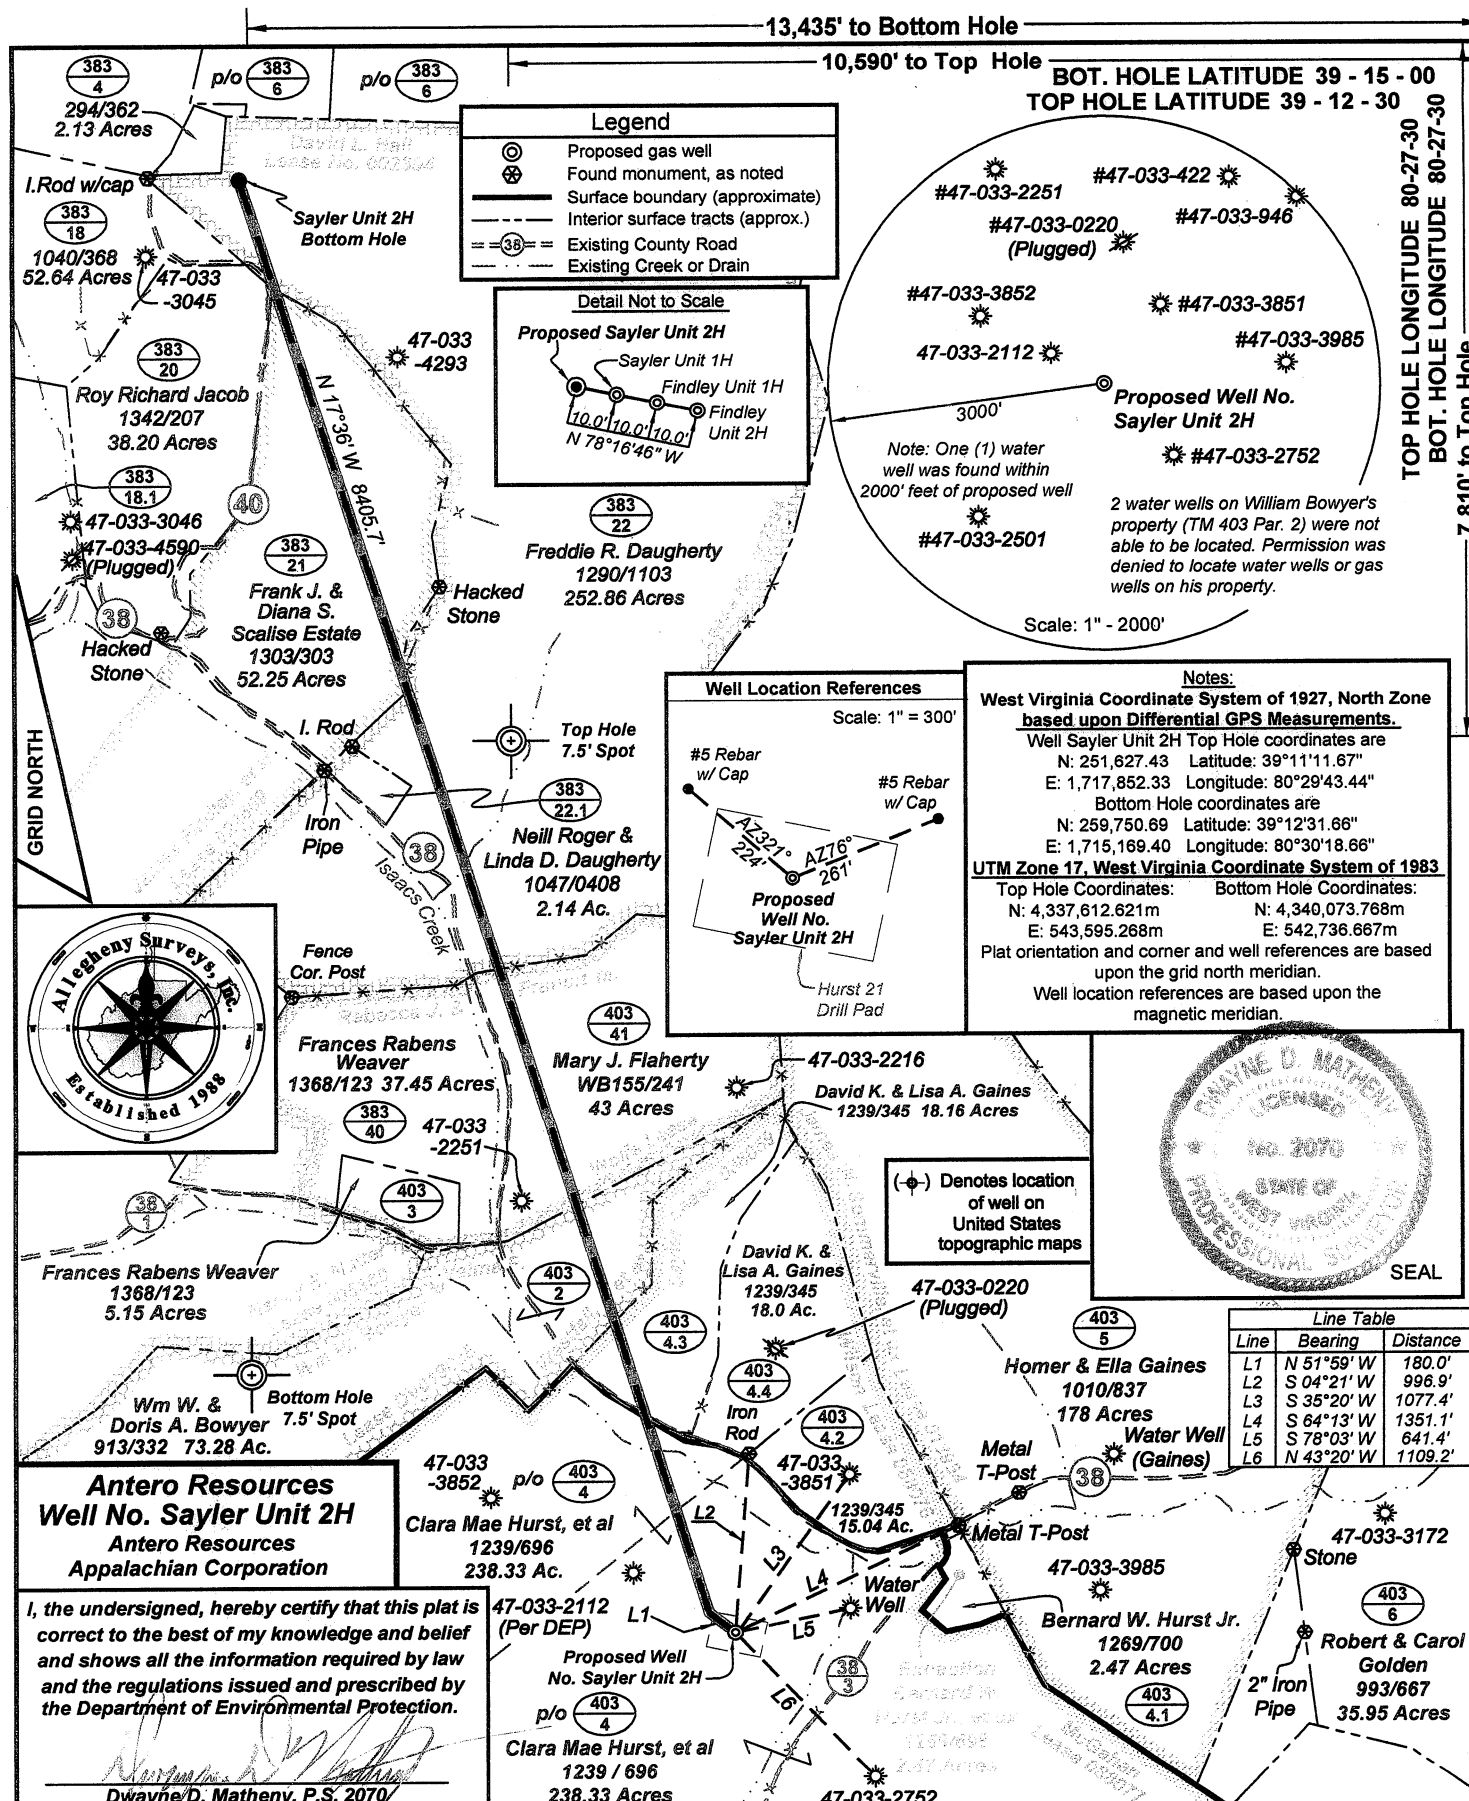 13,435' to Bottom Hole
10,590' to Top Hole
BOT. HOLE LATITUDE 39 - 15 - 00
TOP HOLE LATITUDE 39 - 12 - 30
TOP HOLE LONGITUDE 80-27-30
BOT. HOLE LONGITUDE 80-27-30
7,810' to Top Hole
383
4
294/362
2.13 Acres
p/o 383
6
p/o 383
6
David L. Hall
Lease No.
I.Rod w/cap
383
18
1040/368
52.64 Acres
47-033
-3045
Sayler Unit 2H
Bottom Hole
Legend
Proposed gas well
Found monument, as noted
Surface boundary (approximate)
Interior surface tracts (approx.)
38 Existing County Road
Existing Creek or Drain
Detail Not to Scale
Proposed Sayler Unit 2H
Sayler Unit 1H
Findley Unit 1H
Findley
Unit 2H
10.0' 10.0' 10.0'
N 78°16'46" W
#47-033-2251
#47-033-422
#47-033-946
#47-033-0220
(Plugged)
#47-033-3852
#47-033-3851
47-033-2112
#47-033-3985
3000'
Proposed Well No.
Sayler Unit 2H
Note: One (1) water
well was found within
2000' feet of proposed well
#47-033-2752
#47-033-2501
2 water wells on William Bowyer's
property (TM 403 Par. 2) were not
able to be located. Permission was
denied to locate water wells or gas
wells on his property.
Scale: 1" - 2000'
383
20
Roy Richard Jacob
1342/207
38.20 Acres
47-033
-4293
N 17°36' W 8405.7'
383
18.1
47-033-3046
47-033-4590
(Plugged)
40
38
383
21
Frank J. &
Diana S.
Scalise Estate
1303/303
52.25 Acres
Hacked
Stone
Hacked
Stone
383
22
Freddie R. Daugherty
1290/1103
252.86 Acres
GRID NORTH
I. Rod
Iron
Pipe
Top Hole
7.5' Spot
383
22.1
Neill Roger &
Linda D. Daugherty
1047/0408
2.14 Ac.
38
Isaacs Creek
Well Location References
Scale: 1" = 300'
#5 Rebar
w/ Cap
#5 Rebar
w/ Cap
AZ321°
224'
AZ76°
261'
Proposed
Well No.
Sayler Unit 2H
Hurst 21
Drill Pad
Notes:
West Virginia Coordinate System of 1927, North Zone
based upon Differential GPS Measurements.
Well Sayler Unit 2H Top Hole coordinates are
N: 251,627.43 Latitude: 39°11'11.67"
E: 1,717,852.33 Longitude: 80°29'43.44"
Bottom Hole coordinates are
N: 259,750.69 Latitude: 39°12'31.66"
E: 1,715,169.40 Longitude: 80°30'18.66"
UTM Zone 17, West Virginia Coordinate System of 1983
Top Hole Coordinates: Bottom Hole Coordinates:
N: 4,337,612.621m N: 4,340,073.768m
E: 543,595.268m E: 542,736.667m
Plat orientation and corner and well references are based
upon the grid north meridian.
Well location references are based upon the
magnetic meridian.
Allegheny Surveys, Inc.
Established 1988
Fence
Cor. Post
Rebecca J. &
Francis
Frances Rabens
Weaver
1368/123 37.45 Acres
383
40
47-033
-2251
403
41
Mary J. Flaherty
WB155/241
43 Acres
47-033-2216
David K. & Lisa A. Gaines
1239/345 18.16 Acres
DWAYNE D. MATHENY
LICENSED
No. 2070
STATE OF
WEST VIRGINIA
PROFESSIONAL SURVEYOR
SEAL
Denotes location
of well on
United States
topographic maps
38
1
403
3
Frances Rabens Weaver
1368/123
5.15 Acres
403
2
David K. &
Lisa A. Gaines
1239/345
18.0 Ac.
403
4.3
47-033-0220
(Plugged)
403
4.4
403
5
Homer & Ella Gaines
1010/837
178 Acres
Line Table
Line Bearing Distance
L1 N 51°59' W 180.0'
L2 S 04°21' W 996.9'
L3 S 35°20' W 1077.4'
L4 S 64°13' W 1351.1'
L5 S 78°03' W 641.4'
L6 N 43°20' W 1109.2'
Wm W. &
Doris A. Bowyer
913/332 73.28 Ac.
Bottom Hole
7.5' Spot
Iron
Rod
403
4.2
47-033
-3851
Metal
T-Post
Water Well
(Gaines)
38
Antero Resources
Well No. Sayler Unit 2H
Antero Resources
Appalachian Corporation
47-033
-3852
p/o 403
4
Clara Mae Hurst, et al
1239/696
238.33 Ac.
L2
L3
L4
L5
1239/345
15.04 Ac.
Metal T-Post
Water
Well
47-033-3172
Stone
47-033-3985
Bernard W. Hurst Jr.
1269/700
2.47 Acres
403
4.1
403
6
Robert & Carol
Golden
993/667
35.95 Acres
2" Iron
Pipe
I, the undersigned, hereby certify that this plat is
correct to the best of my knowledge and belief
and shows all the information required by law
and the regulations issued and prescribed by
the Department of Environmental Protection.
Dwayne D. Matheny, P.S. 2070
47-033-2112
(Per DEP)
L1
Proposed Well
No. Sayler Unit 2H
L6
38
3
p/o 403
4
Clara Mae Hurst, et al
1239 / 696
238.33 Acres
47-033-2752